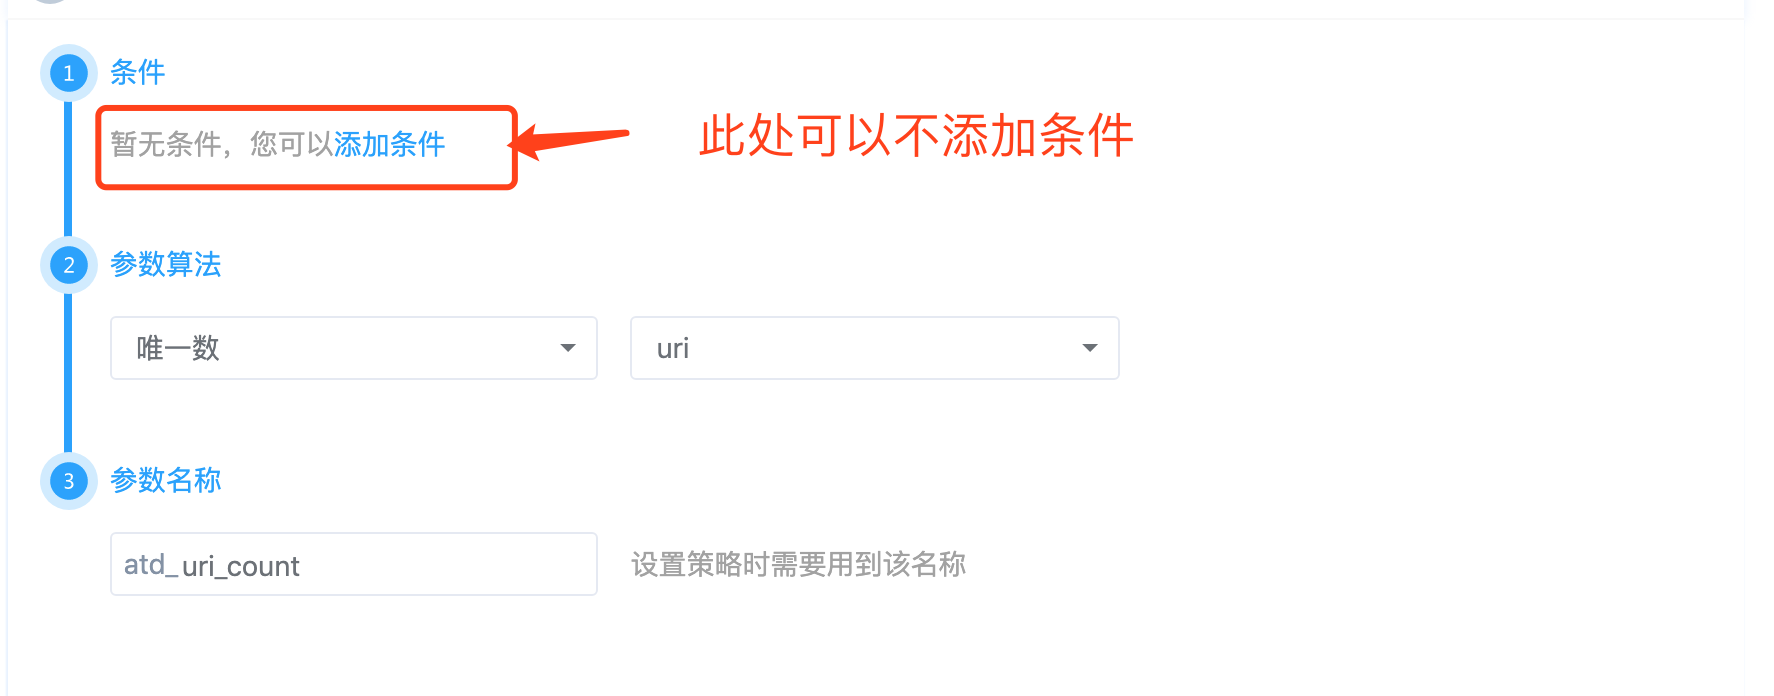 1 条件
暂无条件，您可以添加条件
此处可以不添加条件
2 参数算法
唯一数 uri
3 参数名称
atd_uri_count 设置策略时需要用到该名称